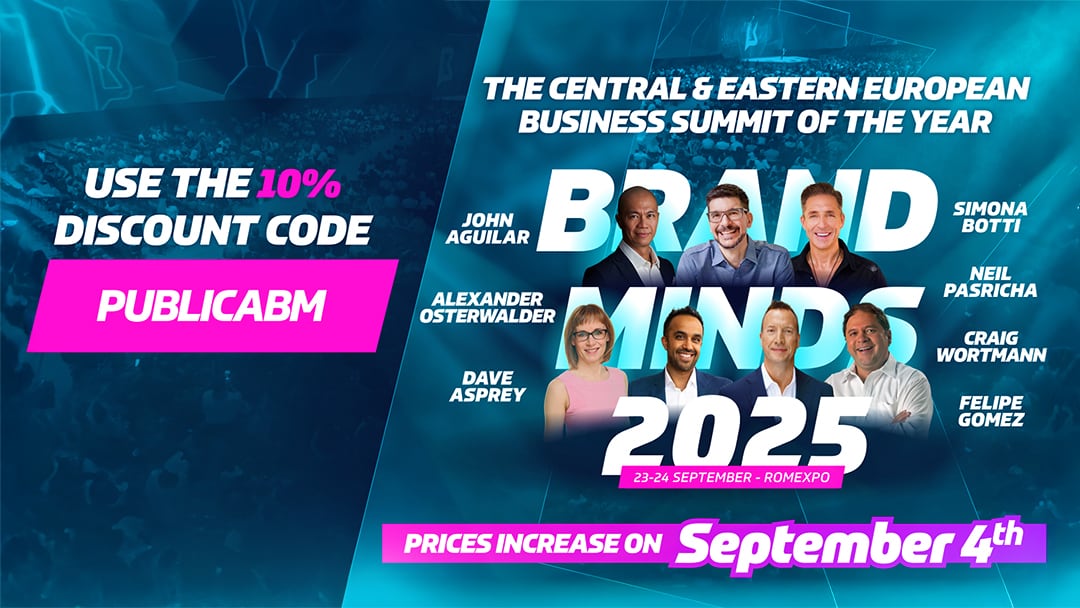 USE THE 10%
DISCOUNT CODE
PUBLICABM
THE CENTRAL & EASTERN EUROPEAN
BUSINESS SUMMIT OF THE YEAR
BRAND
MINDS
2025
23-24 SEPTEMBER - ROMEXPO
JOHN
AGUILAR
ALEXANDER
OSTERWALDER
DAVE
ASPREY
SIMONA
BOTTI
NEIL
PASRICHA
CRAIG
WORTMANN
FELIPE
GOMEZ
PRICES INCREASE ON September 4th